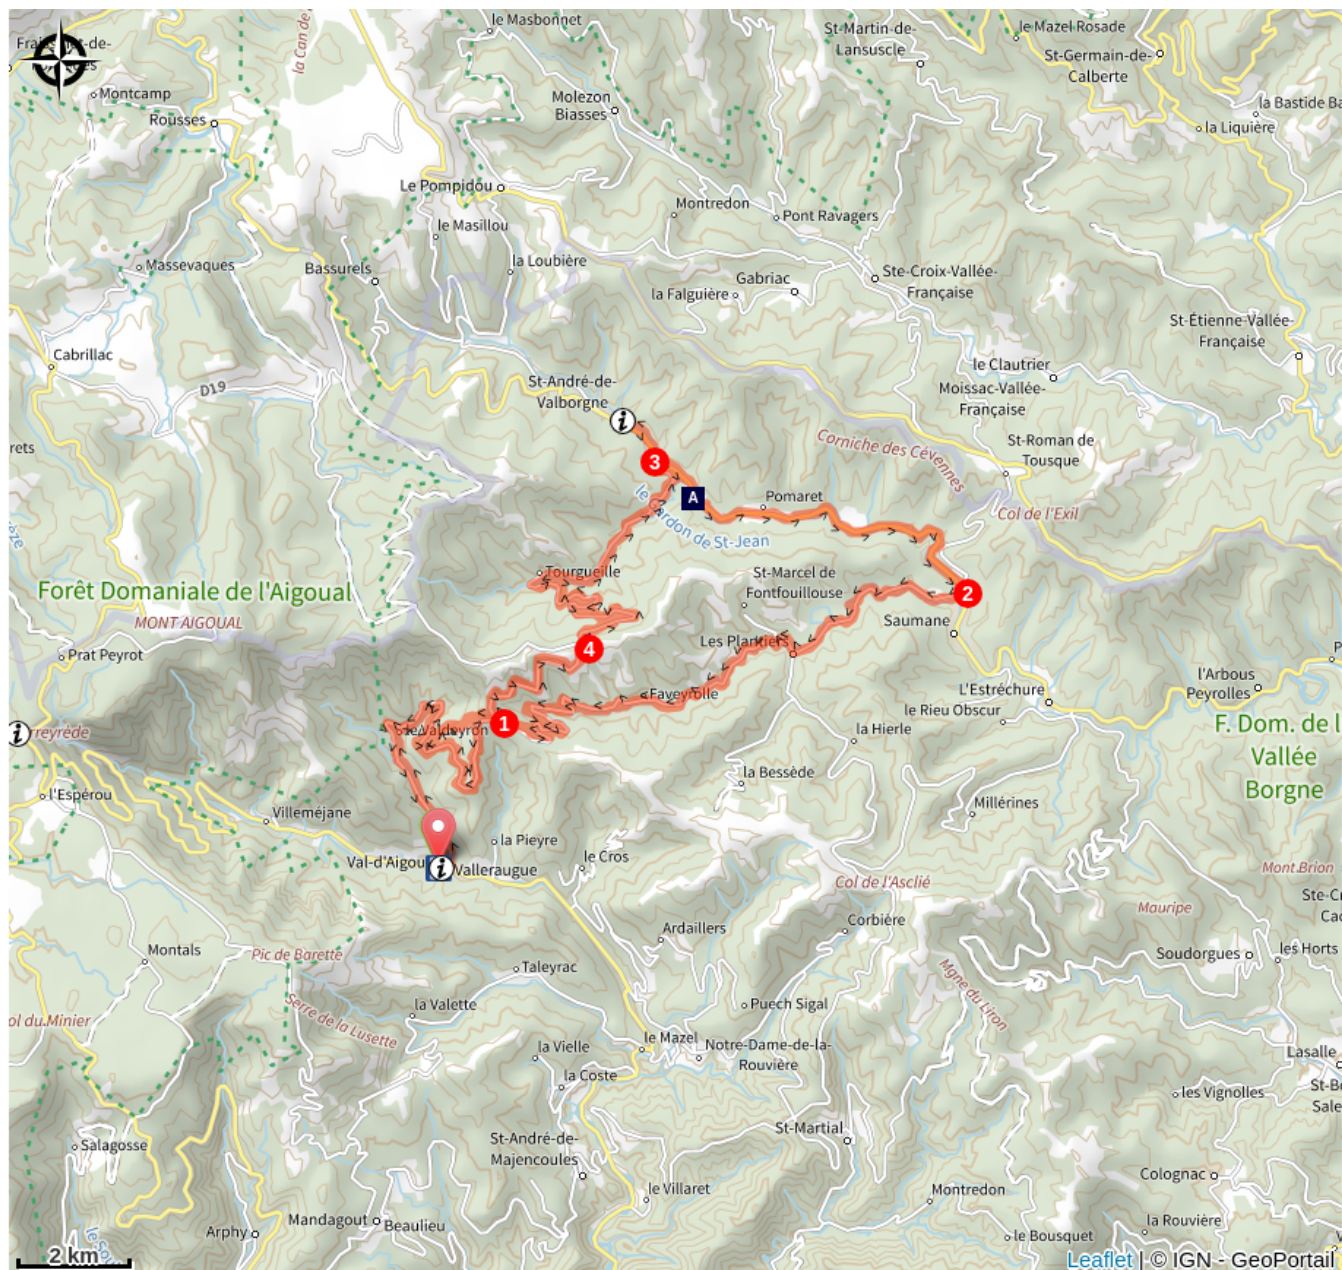 le Masbonnet
le Mazel Rosade
St-Martin-de-
Lansuscle
la Can de
St-Germain-de-
Calberte
Montcamp
Rousses
Molezon
Biasses
la Bastide
la Liquière
Le Pompidou
Montredon
Pont Ravagers
le Masillou
la Loubière
Massevaques
Bassurels
Gabriac
la Falguière
Ste-Croix-Vallée-
Française
St-Étienne-Vallée-
Française
Cabrillac
D19
le Clautrier
Moissac-Vallée-
Française
St-André-de-
Valborgne
i
Corniche des Cévennes
St-Roman de
Tousque
3
A
Pomaret
Col de l'Exil
le Gardon de St-Jean
Tourgueille
St-Marcel de
Fontfouillouse
2
Forêt Domaniale de l'Aigoual
MONT AIGOUAL
Saumane
Les Plantiers
4
Prat Peyrot
l'Arbous
Peyrolles
L'Estréchure
le Rieu Obscur
Faveyrolle
1
i
la Hierle
F. Dom. de l
Vallée
Borgne
l'Espérou
la Bessède
Millérines
Villeméjane
la Pieyre
le Cros
Val-d'Aigou
i
Valleraugue
Col de l'Asclié
Mont Brion
Mauripe
Corbière
Ardaillers
Montals
Pic de Barette
Soudorgues
les Horts
Taleyrac
Mgne du Liron
la Valette
Puech Sigal
Serre de la Lusette
ol du Minier
le Mazel
Notre-Dame-de-la-
Rouvière
la Vielle
la Coste
Lasalle
les Vignolles
St-Martial
Salagosse
St-André-de-
Majencoules
Colognac
le Villaret
Montredon
Mandagout
Beaulieu
Arphy
la Rouvière
le Bousquet
2 km
Leaflet | © IGN - GeoPortail